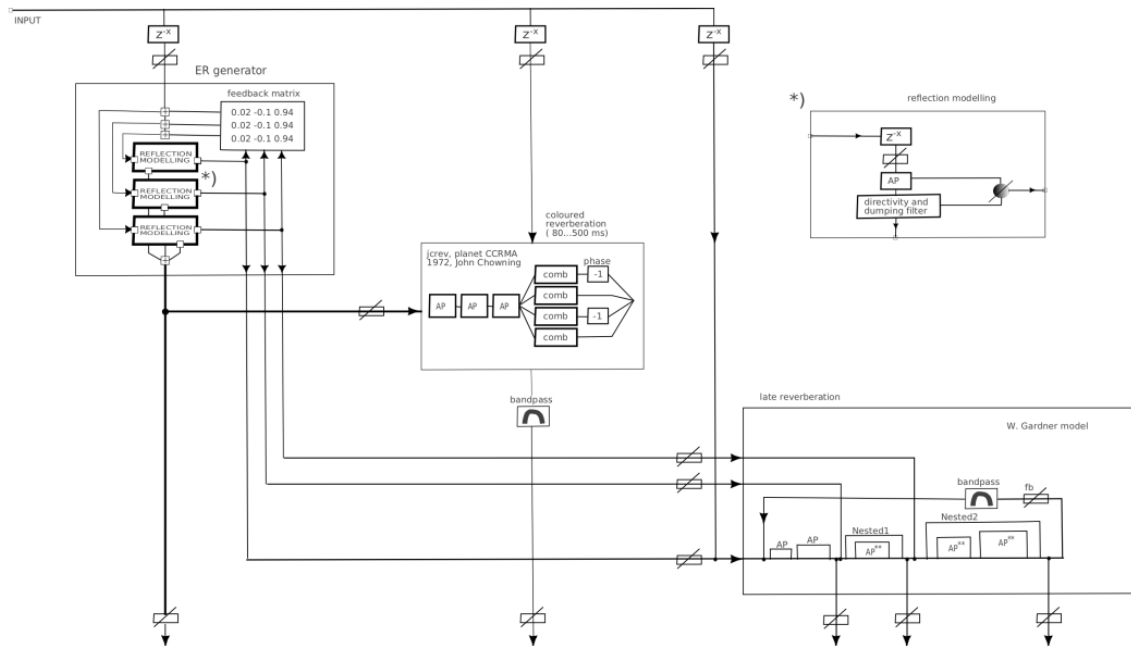 INPUT
z-x
z-x
z-x
ER generator
feedback matrix
0.02 -0.1 0.94
0.02 -0.1 0.94
0.02 -0.1 0.94
REFLECTION
MODELLING
REFLECTION
MODELLING
REFLECTION
MODELLING
*)
*)
reflection modelling
z-x
AP
directivity and
dumping filter
coloured
reverberation
( 80...500 ms)
jcrev, planet CCRMA
1972, John Chowning
phase
AP
AP
AP
comb
-1
comb
comb
-1
comb
bandpass
late reverberation
W. Gardner model
bandpass
fb
AP
AP
Nested1
AP**
Nested2
AP**
AP**